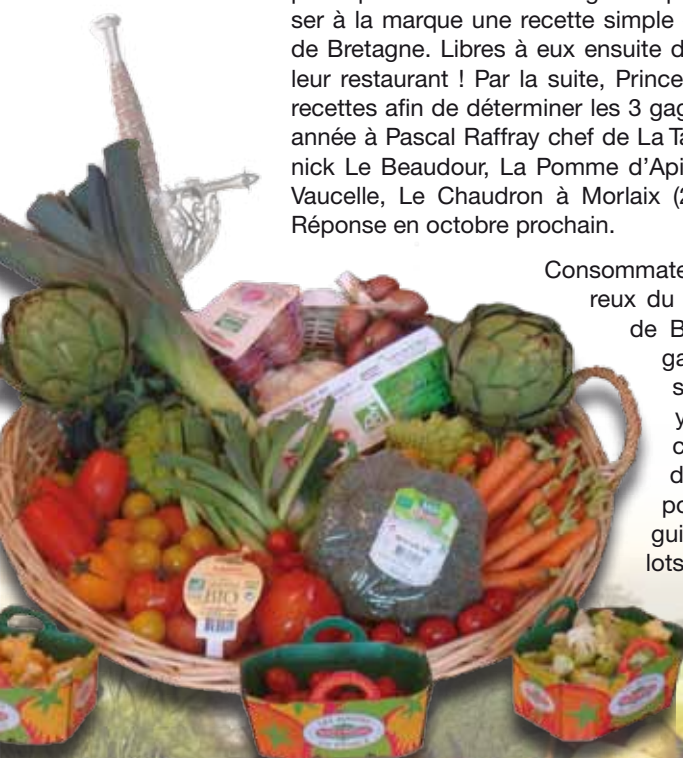 ser à la marque une recette simple
de Bretagne. Libres à eux ensuite d
leur restaurant ! Par la suite, Prince
recettes afin de déterminer les 3 gag
année à Pascal Raffray chef de La Ta
nick Le Beaudour, La Pomme d’Api
Vaucelle, Le Chaudron à Morlaix (2
Réponse en octobre prochain.
Consommate
reux du
de B
ga
s
y
c
d
po
gui
lots
BIO